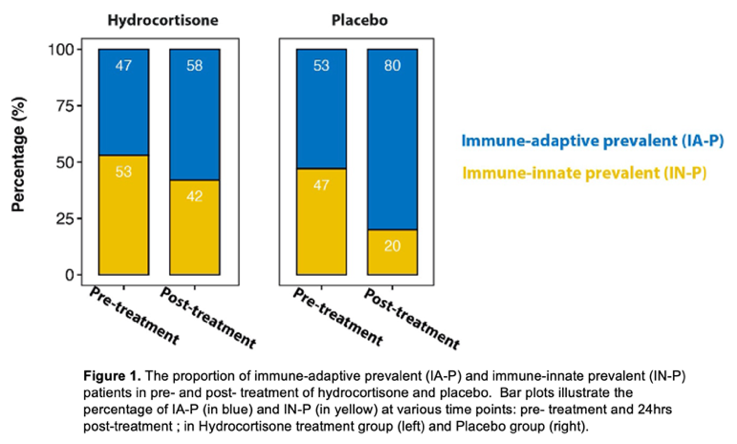 Hydrocortisone
Placebo
Percentage (%)
100
75
50
25
0
47
58
53
42
53
80
47
20
Pre-treatment
Post-treatment
Pre-treatment
Post-treatment
Immune-adaptive prevalent (IA-P)
Immune-innate prevalent (IN-P)
Figure 1. The proportion of immune-adaptive prevalent (IA-P) and immune-innate prevalent (IN-P)
patients in pre- and post- treatment of hydrocortisone and placebo. Bar plots illustrate the
percentage of IA-P (in blue) and IN-P (in yellow) at various time points: pre- treatment and 24hrs
post-treatment ; in Hydrocortisone treatment group (left) and Placebo group (right).